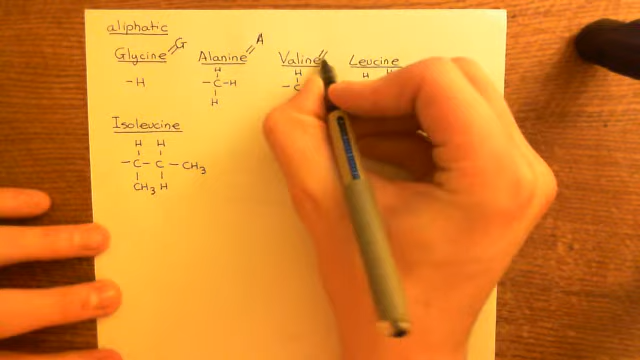 aliphatic
Glycine G Alanine A Valine Leucine
H H H H
-H -C-H -C
H
Isoleucine
H H
-C-C-CH3
CH3 H